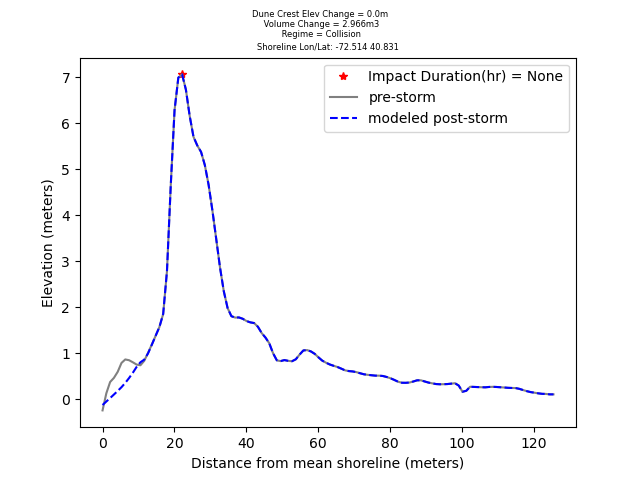 Dune Crest Elev Change = 0.0m
Volume Change = 2.966m3
Regime = Collision
Shoreline Lon/Lat: -72.514 40.831
Impact Duration(hr) = None
pre-storm
modeled post-storm
7
6
5
4
3
2
1
0
Elevation (meters)
0 20 40 60 80 100 120
Distance from mean shoreline (meters)